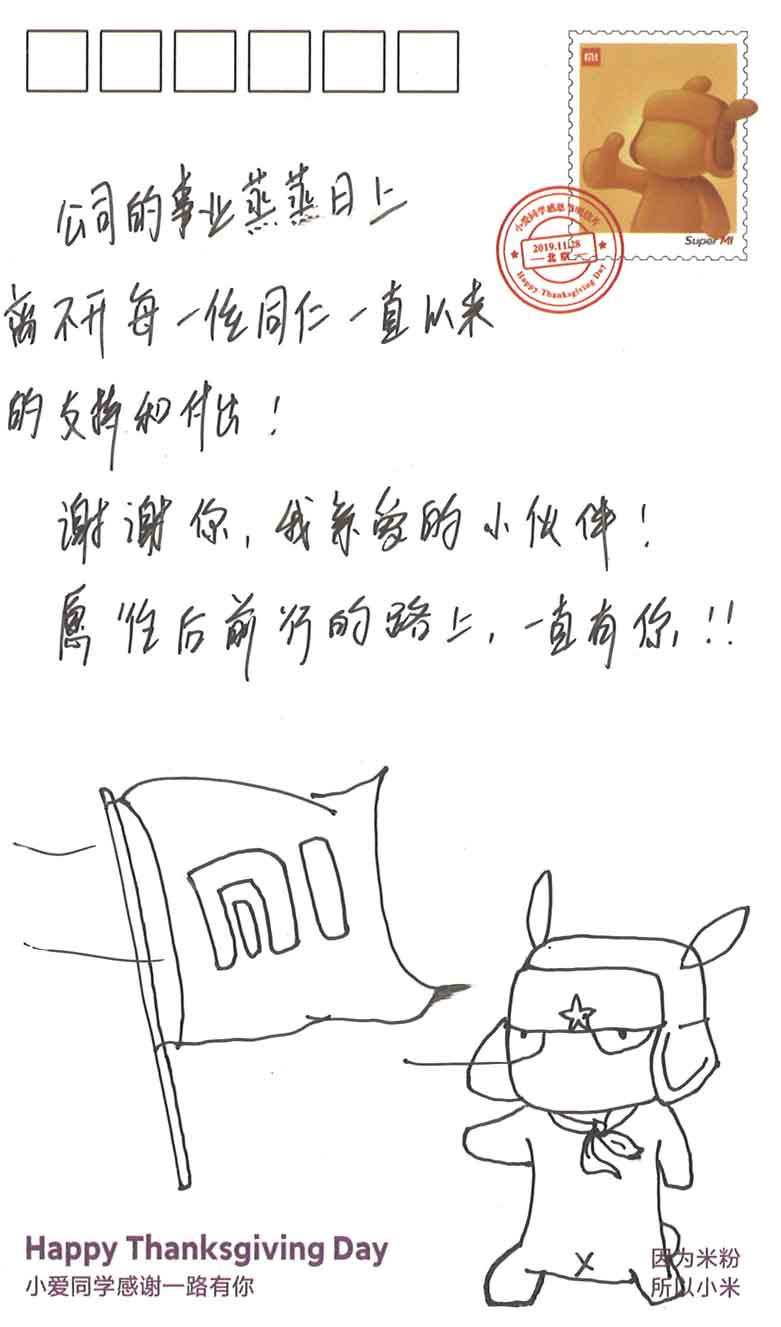 MI
Super MI
小爱同学感恩节明信片
2019.11.28
北京
Happy Thanksgiving Day
公司的事业蒸蒸日上
离不开每一位同仁一直以来
的支持和付出！
谢谢你，我亲爱的小伙伴！
愿往后前行的路上，一直有你！！
MI
Happy Thanksgiving Day
小爱同学感谢一路有你
因为米粉
所以小米